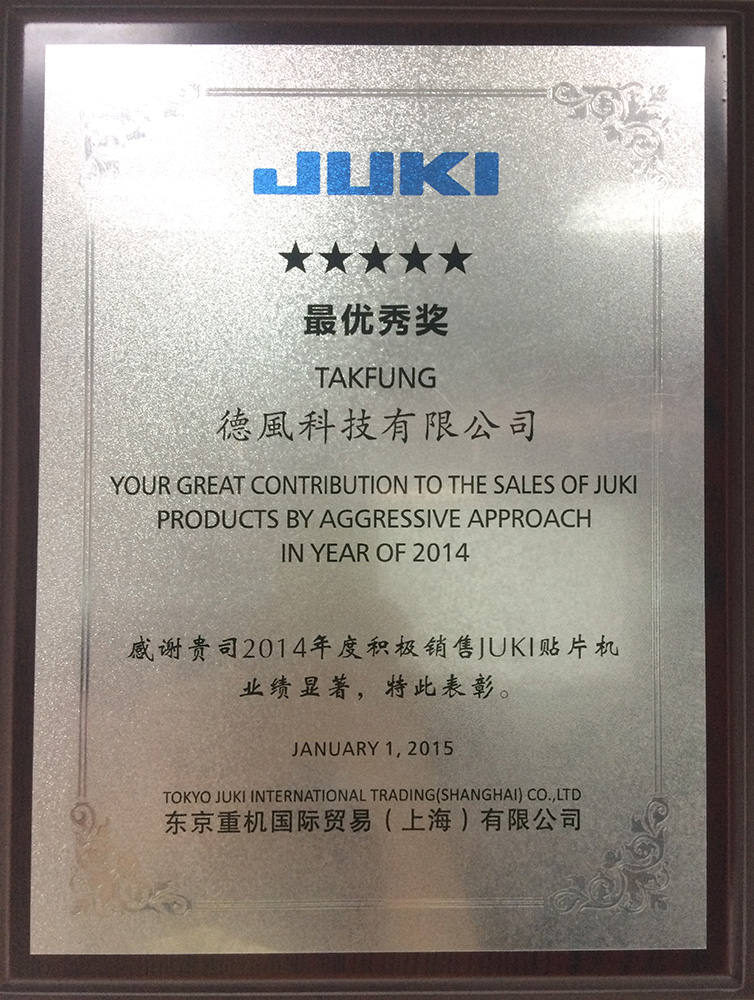 JUKI
★★★★★
最优秀奖
TAKFUNG
德風科技有限公司
YOUR GREAT CONTRIBUTION TO THE SALES OF JUKI
PRODUCTS BY AGGRESSIVE APPROACH
IN YEAR OF 2014
感谢贵司2014年度积极销售JUKI贴片机
业绩显著，特此表彰。
JANUARY 1, 2015
TOKYO JUKI INTERNATIONAL TRADING(SHANGHAI) CO.,LTD
东京重机国际贸易（上海）有限公司